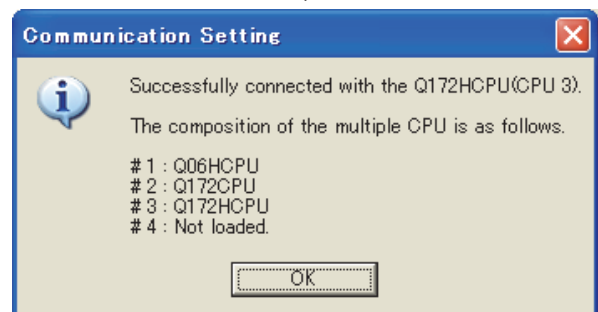 Communication Setting
Successfully connected with the Q172HCPU(CPU 3).
The composition of the multiple CPU is as follows.
# 1 : Q06HCPU
# 2 : Q172CPU
# 3 : Q172HCPU
# 4 : Not loaded.
OK